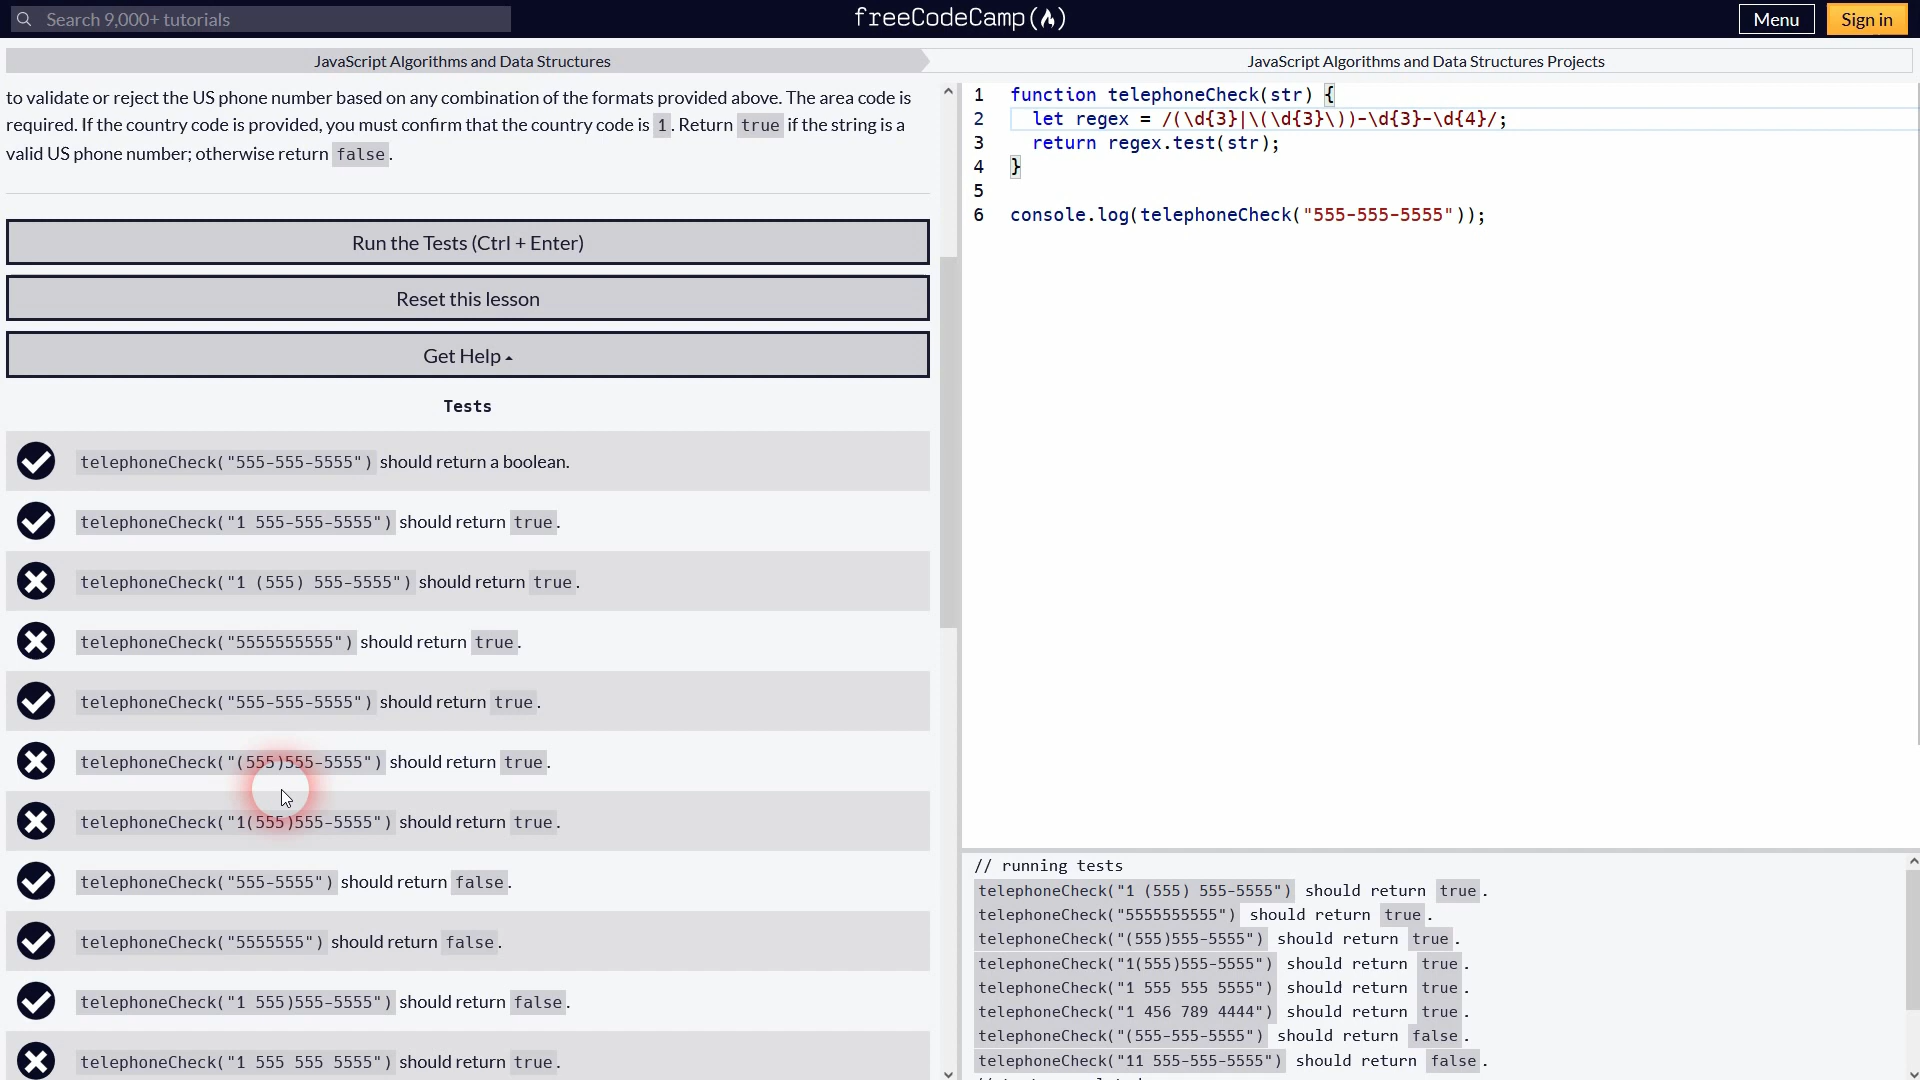 Search 9,000+ tutorials
freeCodeCamp
Menu
Sign in
JavaScript Algorithms and Data Structures
JavaScript Algorithms and Data Structures Projects
to validate or reject the US phone number based on any combination of the formats provided above. The area code is
required. If the country code is provided, you must confirm that the country code is 1. Return true if the string is a
valid US phone number; otherwise return false.
Run the Tests (Ctrl + Enter)
Reset this lesson
Get Help
Tests
telephoneCheck("555-555-5555") should return a boolean.
telephoneCheck("1 555-555-5555") should return true.
telephoneCheck("1 (555) 555-5555") should return true.
telephoneCheck("5555555555") should return true.
telephoneCheck("555-555-5555") should return true.
telephoneCheck("(555)555-5555") should return true.
telephoneCheck("1(555)555-5555") should return true.
telephoneCheck("555-5555") should return false.
telephoneCheck("5555555") should return false.
telephoneCheck("1 555)555-5555") should return false.
telephoneCheck("1 555 555 5555") should return true.
1 function telephoneCheck(str) {
2 let regex = /(\d{3}|\(\d{3}\))-\d{3}-\d{4}/;
3 return regex.test(str);
4 }
5
6 console.log(telephoneCheck("555-555-5555"));
// running tests
telephoneCheck("1 (555) 555-5555") should return true.
telephoneCheck("5555555555") should return true.
telephoneCheck("(555)555-5555") should return true.
telephoneCheck("1(555)555-5555") should return true.
telephoneCheck("1 555 555 5555") should return true.
telephoneCheck("1 456 789 4444") should return true.
telephoneCheck("(555-555-5555") should return false.
telephoneCheck("11 555-555-5555") should return false.